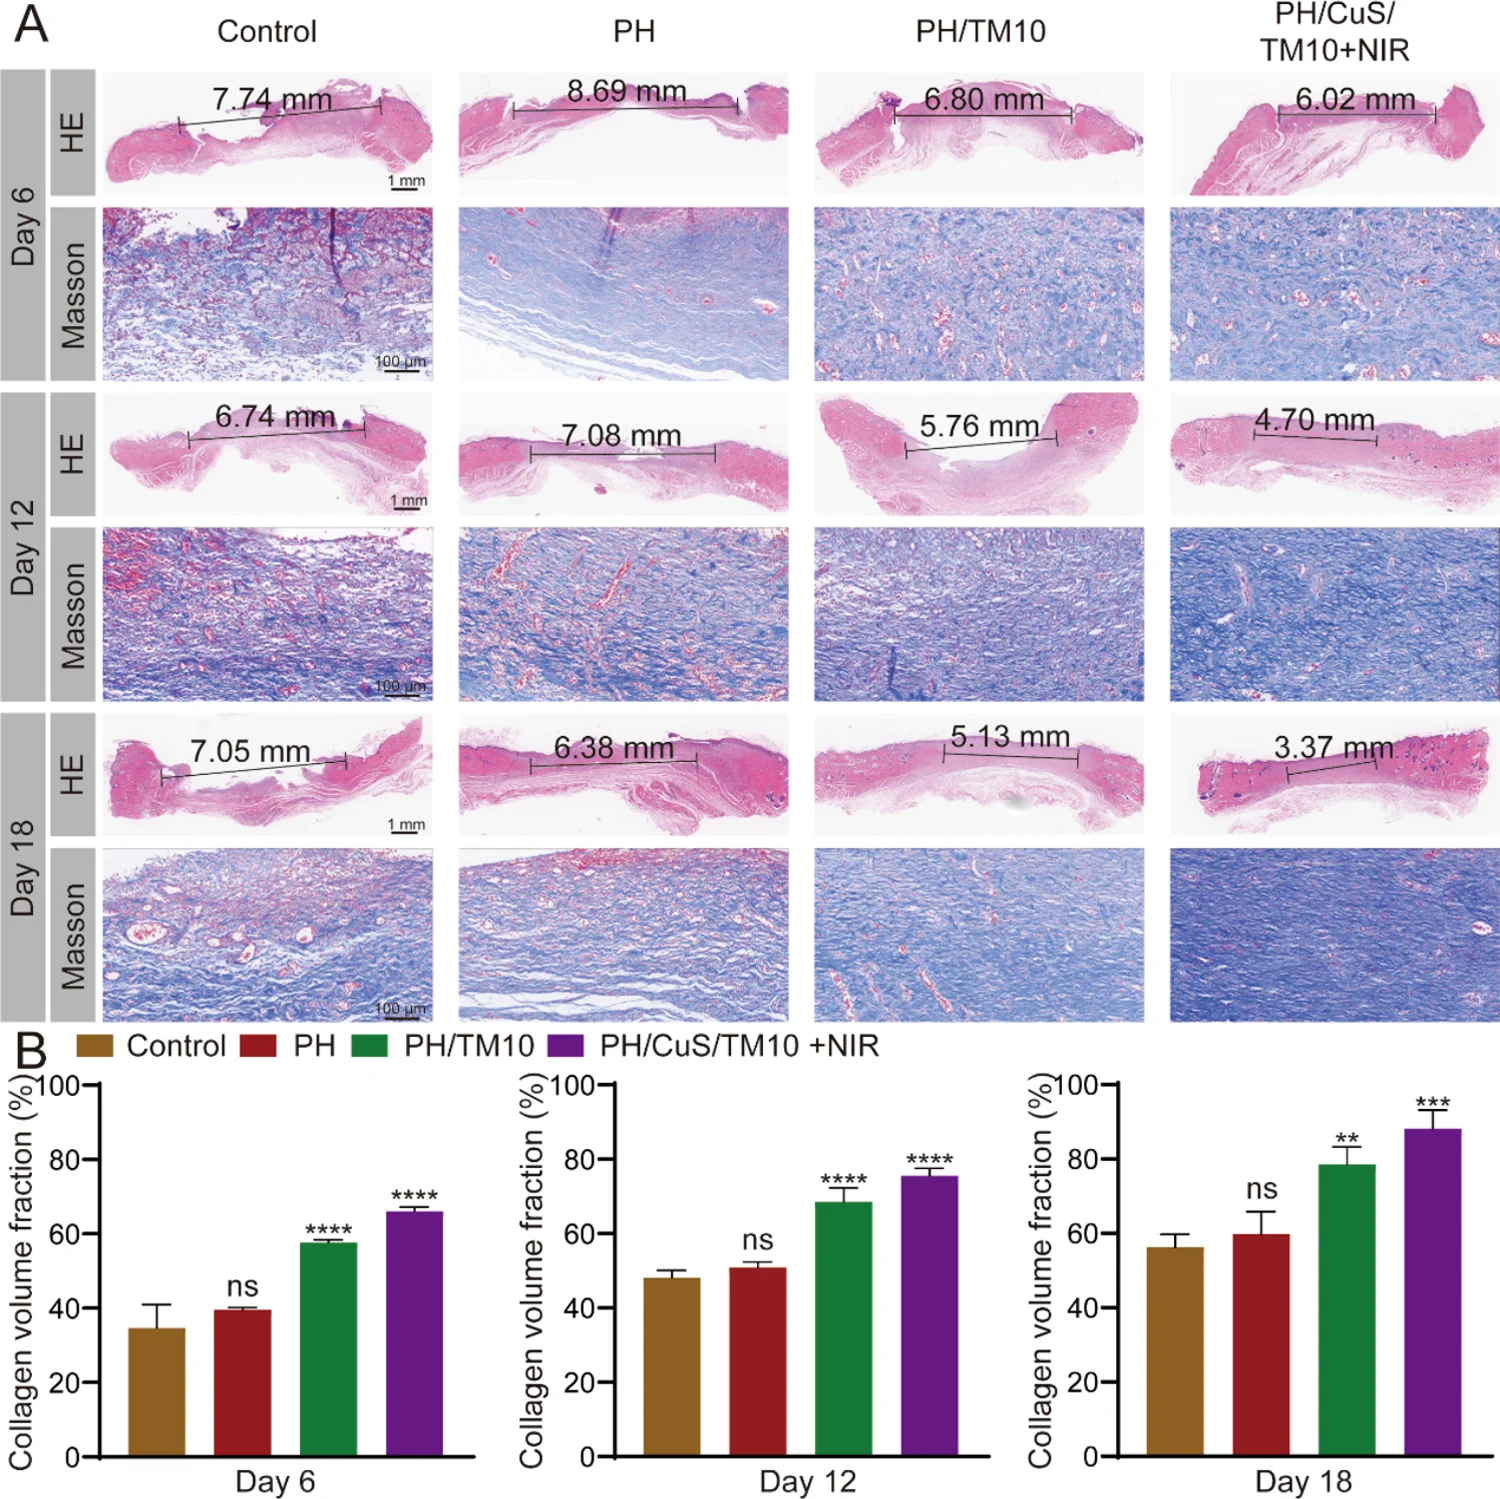 A
Control
PH
PH/TM10
PH/CuS/
TM10+NIR
Day 6
HE
7.74 mm
1 mm
8.69 mm
6.80 mm
6.02 mm
Masson
100 μm
Day 12
HE
6.74 mm
1 mm
7.08 mm
5.76 mm
4.70 mm
Masson
100 μm
Day 18
HE
7.05 mm
1 mm
6.38 mm
5.13 mm
3.37 mm
Masson
100 μm
B
Control
PH
PH/TM10
PH/CuS/TM10 +NIR
Collagen volume fraction (%)
100
80
60
40
20
0
ns
****
****
Day 6
Collagen volume fraction (%)
100
80
60
40
20
0
ns
****
****
Day 12
Collagen volume fraction (%)
100
80
60
40
20
0
ns
**
***
Day 18